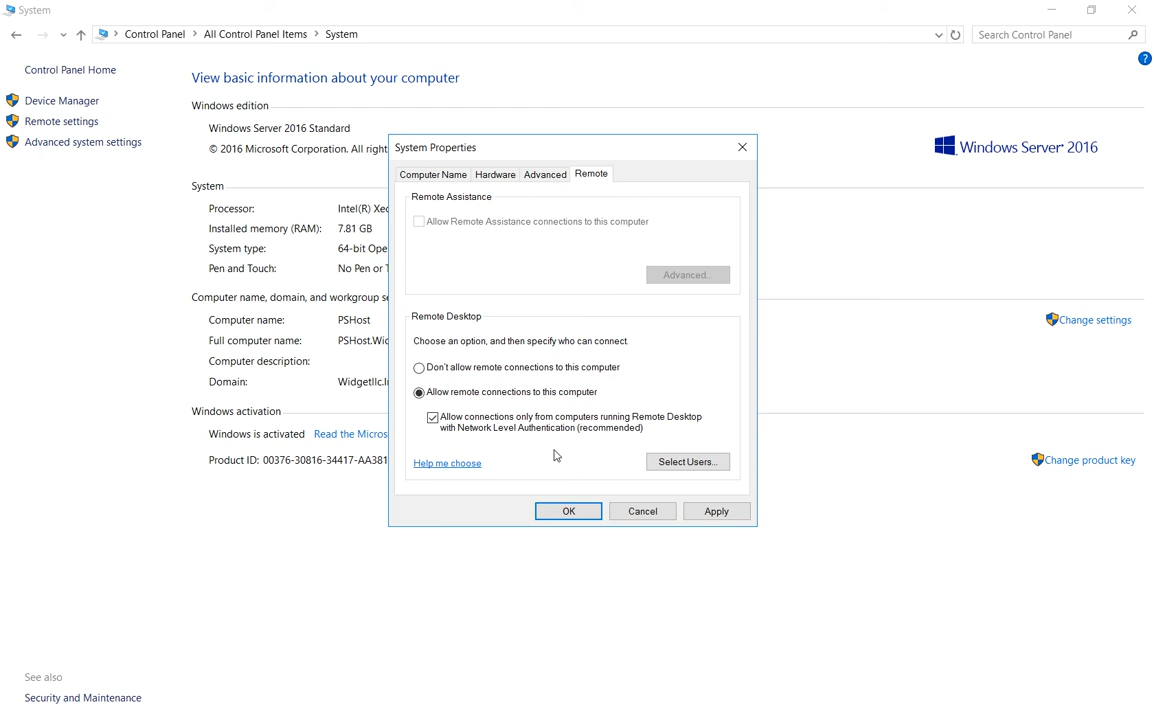 System
Control Panel > All Control Panel Items > System
Search Control Panel
Control Panel Home
Device Manager
Remote settings
Advanced system settings
View basic information about your computer
Windows edition
Windows Server 2016 Standard
© 2016 Microsoft Corporation. All right
Windows Server 2016
System
Processor: Intel(R) Xe
Installed memory (RAM): 7.81 GB
System type: 64-bit Ope
Pen and Touch: No Pen or T
Computer name, domain, and workgroup se
Computer name: PSHost
Change settings
Full computer name: PSHost.Wid
Computer description:
Domain: Widgetllc.I
Windows activation
Windows is activated Read the Micros
Product ID: 00376-30816-34417-AA381
Change product key
System Properties
Computer Name Hardware Advanced Remote
Remote Assistance
Allow Remote Assistance connections to this computer
Advanced...
Remote Desktop
Choose an option, and then specify who can connect.
Don't allow remote connections to this computer
Allow remote connections to this computer
Allow connections only from computers running Remote Desktop
with Network Level Authentication (recommended)
Help me choose
Select Users...
OK Cancel Apply
See also
Security and Maintenance